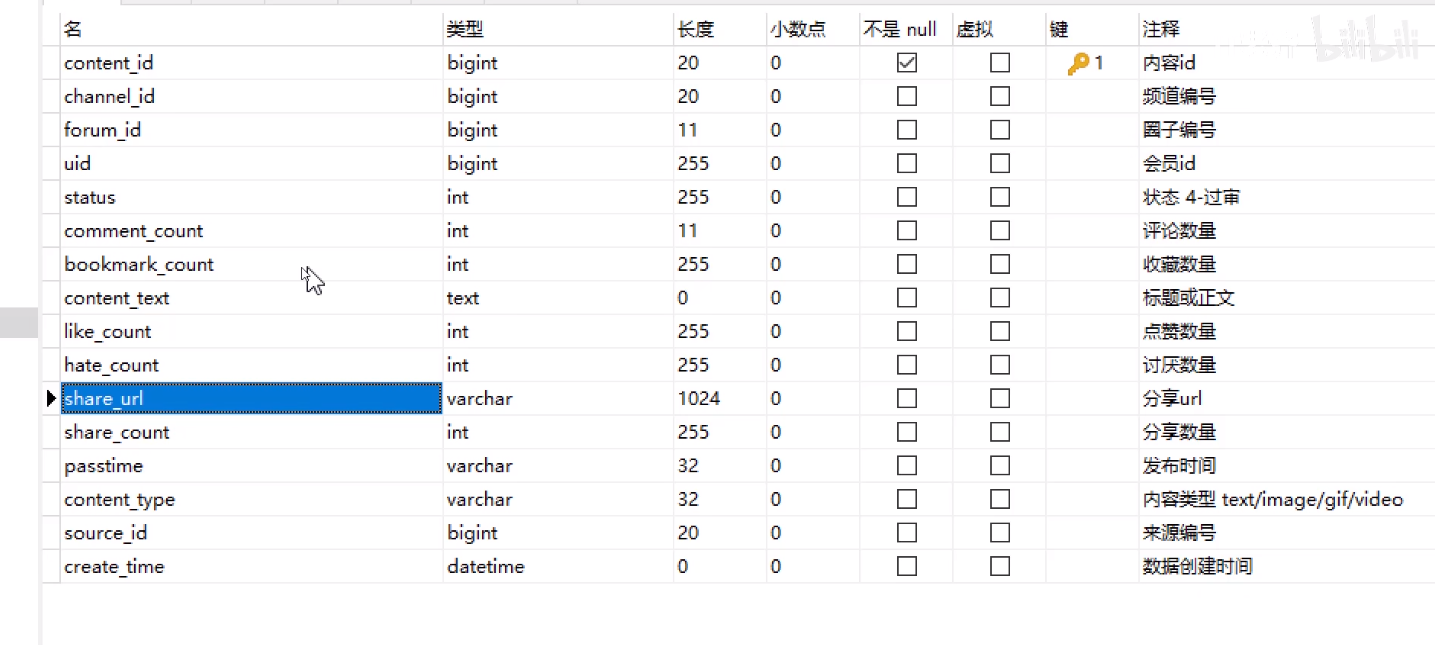 名 类型 长度 小数点 不是 null 虚拟 键 注释
content_id bigint 20 0 1 内容id
channel_id bigint 20 0 频道编号
forum_id bigint 11 0 圈子编号
uid bigint 255 0 会员id
status int 255 0 状态 4-过审
comment_count int 11 0 评论数量
bookmark_count int 255 0 收藏数量
content_text text 0 0 标题或正文
like_count int 255 0 点赞数量
hate_count int 255 0 讨厌数量
share_url varchar 1024 0 分享url
share_count int 255 0 分享数量
passtime varchar 32 0 发布时间
content_type varchar 32 0 内容类型 text/image/gif/video
source_id bigint 20 0 来源编号
create_time datetime 0 0 数据创建时间
bilibili